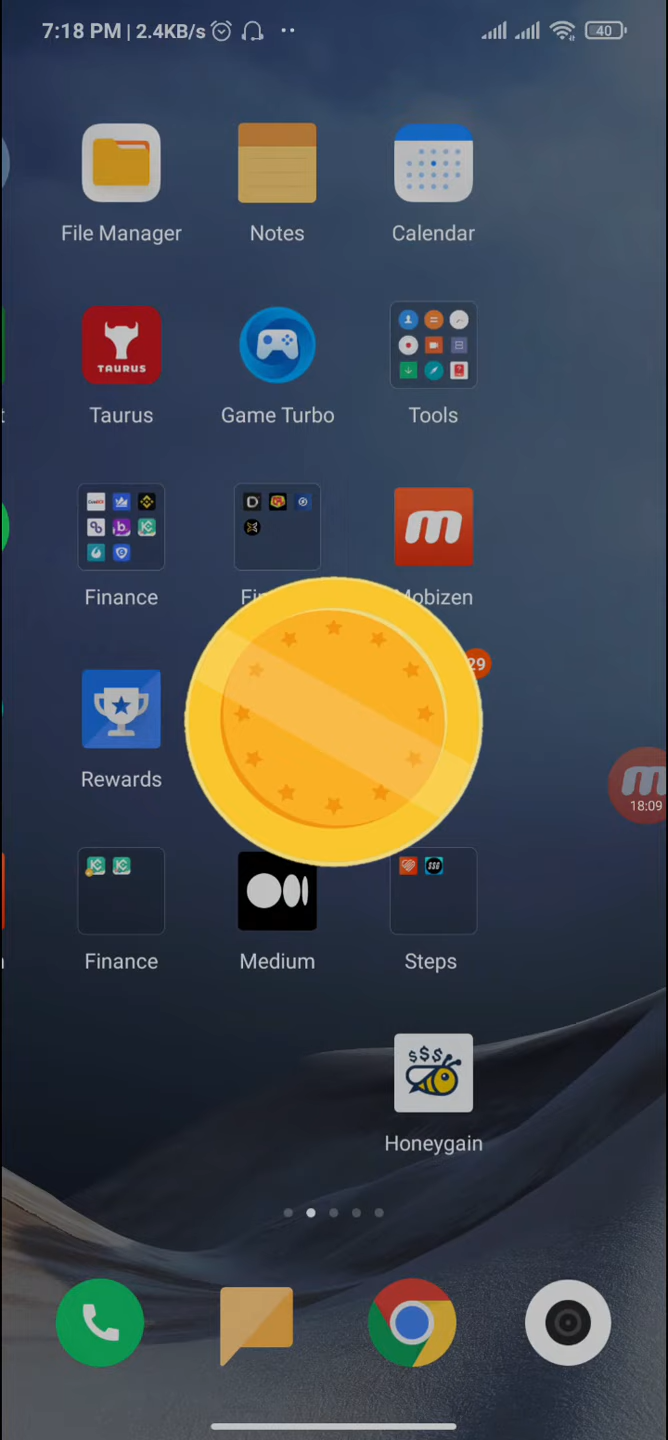 7:18 PM | 2.4KB/s
40
File Manager
Notes
Calendar
TAURUS
Taurus
Game Turbo
Tools
Finance
Mobizen
29
Rewards
18:09
Finance
Medium
Steps
$$$
Honeygain